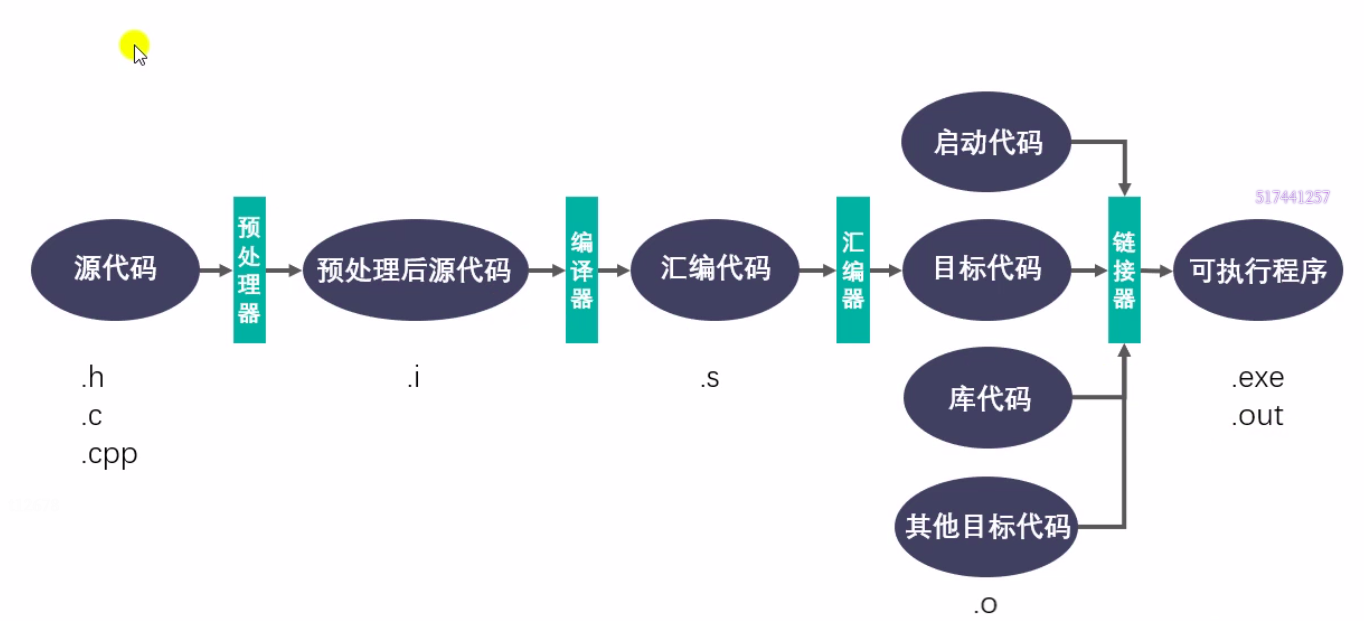 启动代码
517441257
源代码
预处理器
预处理后源代码
编译器
汇编代码
汇编器
目标代码
链接器
可执行程序
.h
.c
.cpp
.i
.s
.exe
.out
库代码
其他目标代码
.o